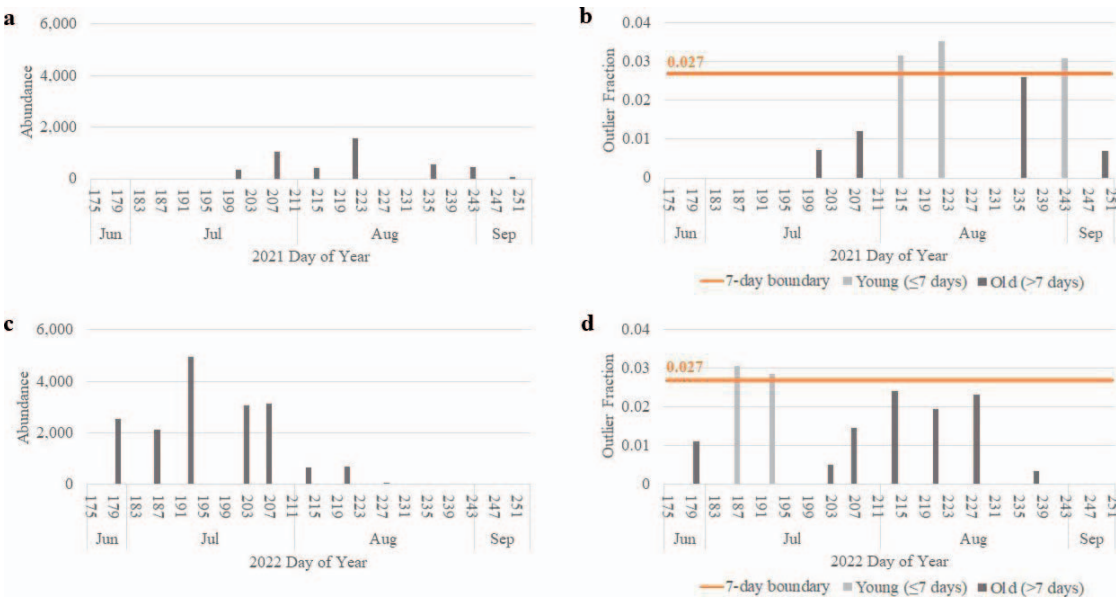 a
6,000
4,000
2,000
0
Abundance
175 179 183 187 191 195 199 203 207 211 215 219 223 227 231 235 239 243 247 251
Jun Jul Aug Sep
2021 Day of Year
b
0.04
0.03
0.02
0.01
0
Outlier Fraction
0.027
175 179 183 187 191 195 199 203 207 211 215 219 223 227 231 235 239 243 247 251
Jun Jul Aug Sep
2021 Day of Year
7-day boundary Young (≤7 days) Old (>7 days)
c
6,000
4,000
2,000
0
Abundance
175 179 183 187 191 195 199 203 207 211 215 219 223 227 231 235 239 243 247 251
Jun Jul Aug Sep
2022 Day of Year
d
0.04
0.03
0.02
0.01
0
Outlier Fraction
0.027
175 179 183 187 191 195 199 203 207 211 215 219 223 227 231 235 239 243 247 251
Jun Jul Aug Sep
2022 Day of Year
7-day boundary Young (≤7 days) Old (>7 days)